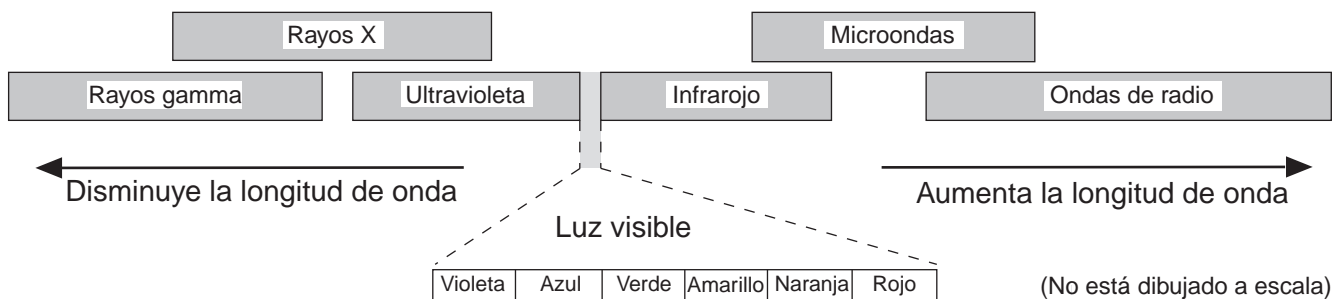 Rayos X
Microondas
Rayos gamma
Ultravioleta
Infrarojo
Ondas de radio
Disminuye la longitud de onda
Aumenta la longitud de onda
Luz visible
Violeta Azul Verde Amarillo Naranja Rojo
(No está dibujado a escala)